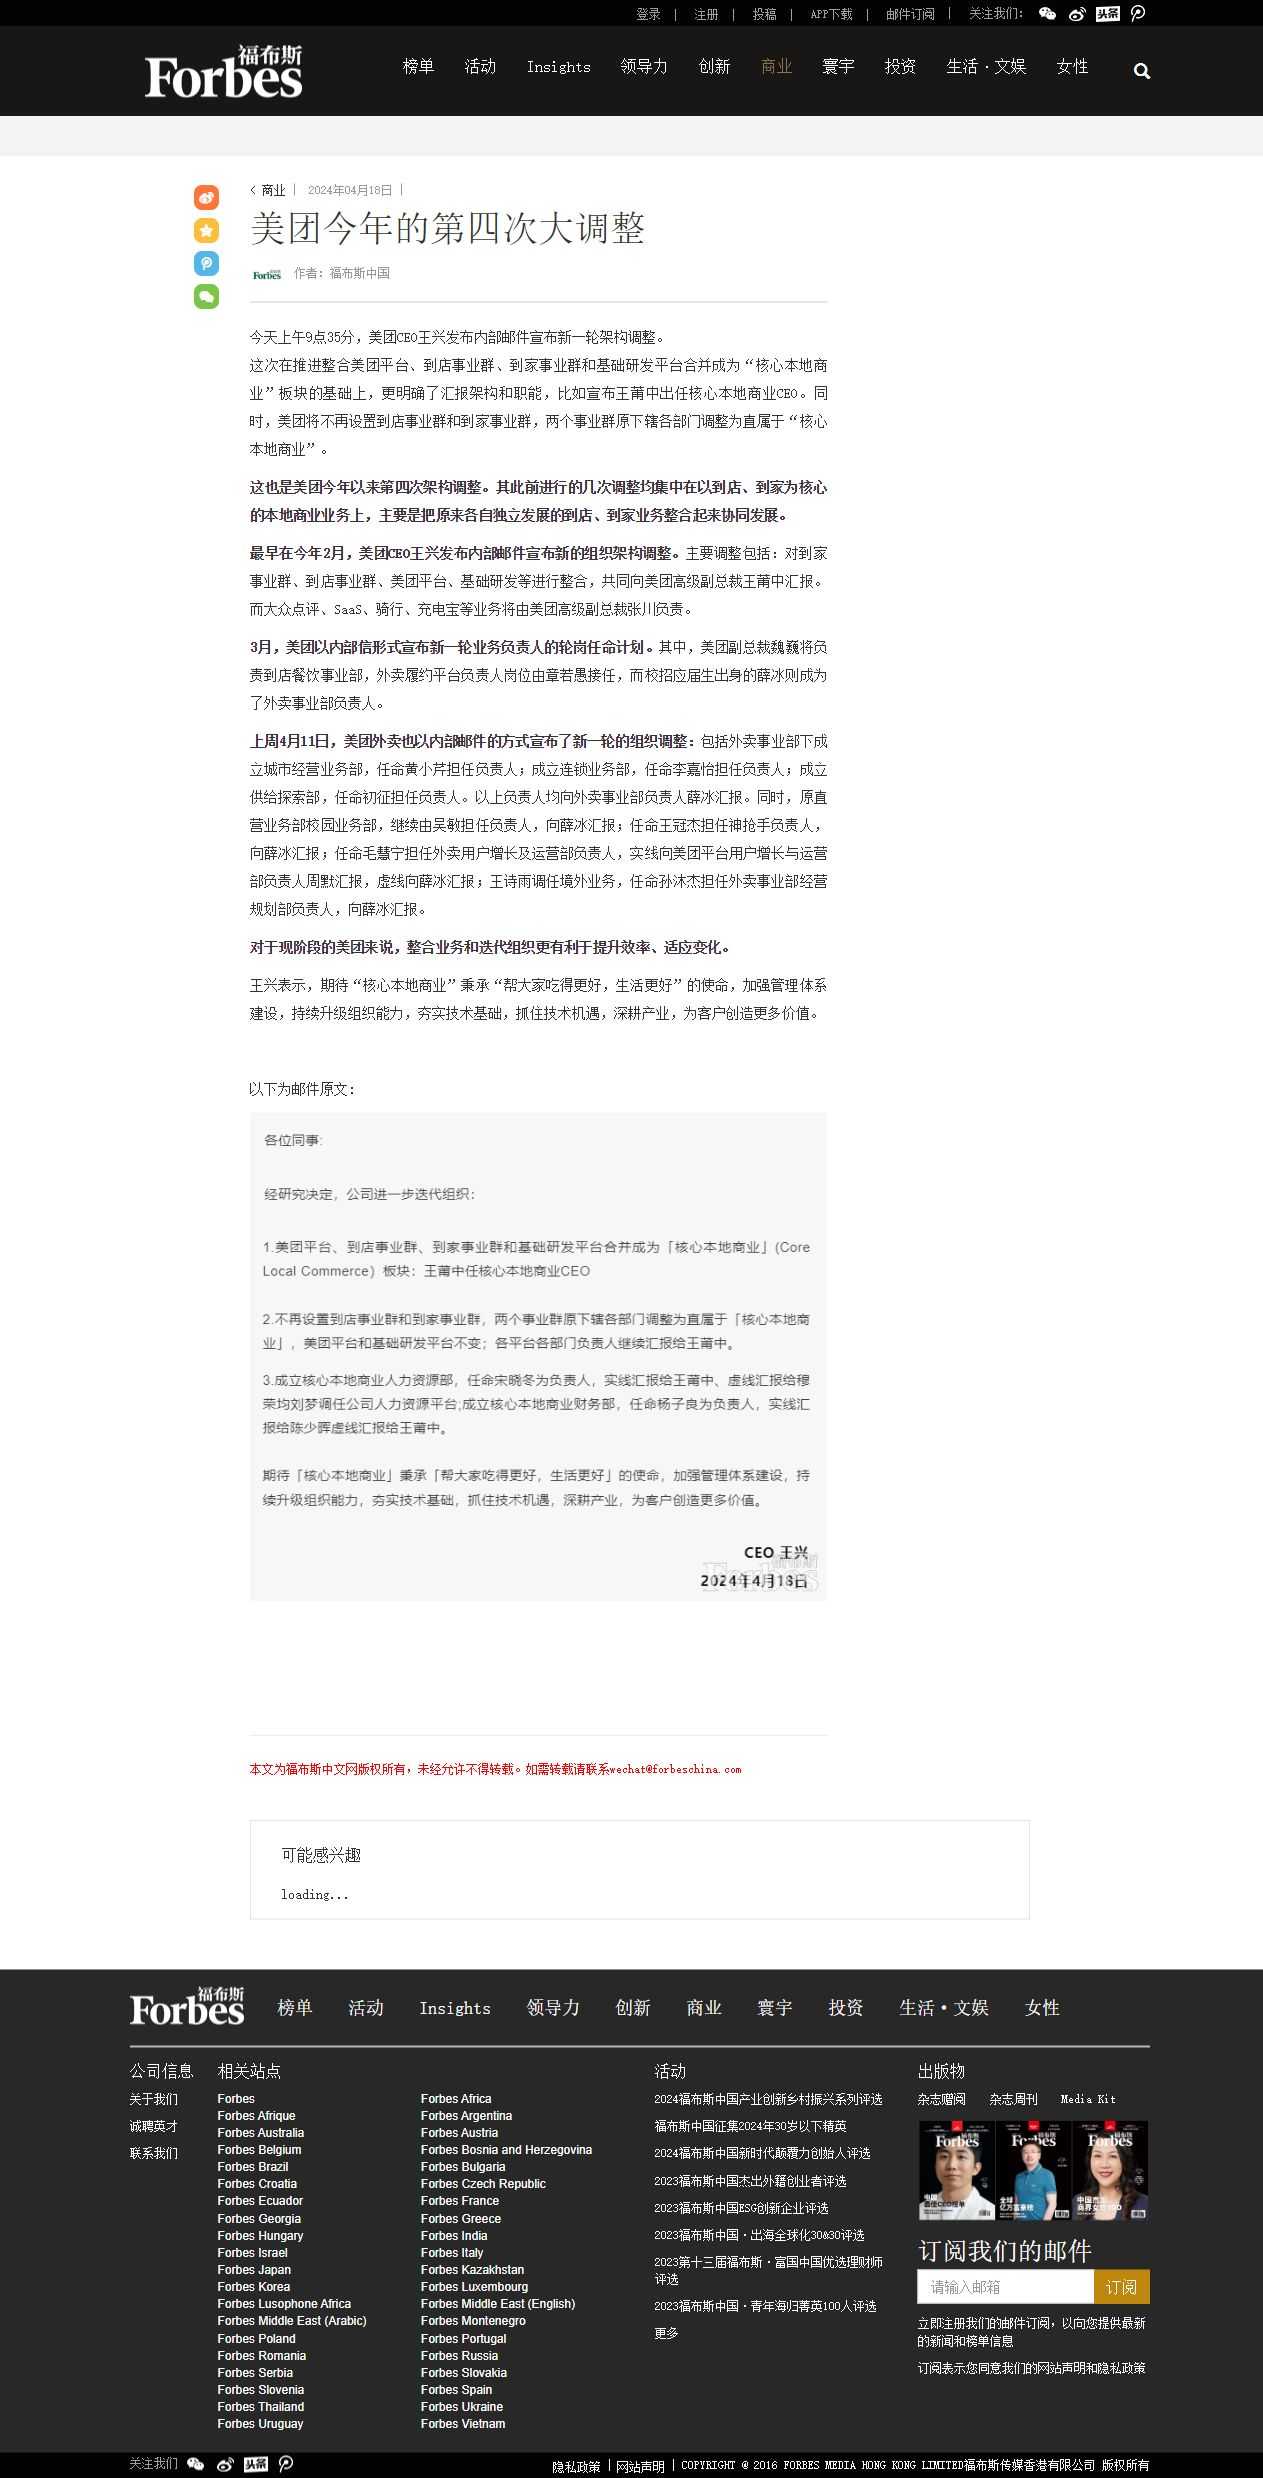 登录 | 注册 | 投稿 | APP下载 | 邮件订阅 | 关注我们: 头条
Forbes 福布斯
榜单 活动 Insights 领导力 创新 商业 寰宇 投资 生活·文娱 女性
< 商业 | 2024年04月18日 |
美团今年的第四次大调整
Forbes 作者: 福布斯中国
今天上午9点35分，美团CEO王兴发布内部邮件宣布新一轮架构调整。
这次在推进整合美团平台、到店事业群、到家事业群和基础研发平台合并成为“核心本地商
业”板块的基础上，更明确了汇报架构和职能，比如宣布王莆中出任核心本地商业CEO。同
时，美团将不再设置到店事业群和到家事业群，两个事业群原下辖各部门调整为直属于“核心
本地商业”。
这也是美团今年以来第四次架构调整。其此前进行的几次调整均集中在以到店、到家为核心
的本地商业业务上，主要是把原来各自独立发展的到店、到家业务整合起来协同发展。
最早在今年2月，美团CEO王兴发布内部邮件宣布新的组织架构调整。主要调整包括：对到家
事业群、到店事业群、美团平台、基础研发等进行整合，共同向美团高级副总裁王莆中汇报。
而大众点评、SaaS、骑行、充电宝等业务将由美团高级副总裁张川负责。
3月，美团以内部信形式宣布新一轮业务负责人的轮岗任命计划。其中，美团副总裁魏巍将负
责到店餐饮事业部，外卖履约平台负责人岗位由章若愚接任，而校招应届生出身的薛冰则成为
了外卖事业部负责人。
上周4月11日，美团外卖也以内部邮件的方式宣布了新一轮的组织调整：包括外卖事业部下成
立城市经营业务部，任命黄小芹担任负责人；成立连锁业务部，任命李嘉怡担任负责人；成立
供给探索部，任命初征担任负责人。以上负责人均向外卖事业部负责人薛冰汇报。同时，原直
营业务部校园业务部，继续由吴敏担任负责人，向薛冰汇报；任命王冠杰担任神抢手负责人，
向薛冰汇报；任命毛慧宁担任外卖用户增长及运营部负责人，实线向美团平台用户增长与运营
部负责人周默汇报，虚线向薛冰汇报；王诗雨调任境外业务，任命孙沐杰担任外卖事业部经营
规划部负责人，向薛冰汇报。
对于现阶段的美团来说，整合业务和迭代组织更有利于提升效率、适应变化。
王兴表示，期待“核心本地商业”秉承“帮大家吃得更好，生活更好”的使命，加强管理体系
建设，持续升级组织能力，夯实技术基础，抓住技术机遇，深耕产业，为客户创造更多价值。
以下为邮件原文：
各位同事:
经研究决定，公司进一步迭代组织：
1.美团平台、到店事业群、到家事业群和基础研发平台合并成为「核心本地商业」(Core
Local Commerce）板块：王莆中任核心本地商业CEO
2.不再设置到店事业群和到家事业群，两个事业群原下辖各部门调整为直属于「核心本地商
业」，美团平台和基础研发平台不变；各平台各部门负责人继续汇报给王莆中。
3.成立核心本地商业人力资源部，任命宋晓冬为负责人，实线汇报给王莆中、虚线汇报给穆
荣均刘梦调任公司人力资源平台;成立核心本地商业财务部，任命杨子良为负责人，实线汇
报给陈少晖虚线汇报给王莆中。
期待「核心本地商业」秉承「帮大家吃得更好，生活更好」的使命，加强管理体系建设，持
续升级组织能力，夯实技术基础，抓住技术机遇，深耕产业，为客户创造更多价值。
CEO 王兴
2024年4月18日
Forbes 福布斯
本文为福布斯中文网版权所有，未经允许不得转载。如需转载请联系wechat@forbeschina.com
可能感兴趣
loading...
Forbes 福布斯 榜单 活动 Insights 领导力 创新 商业 寰宇 投资 生活·文娱 女性
公司信息
关于我们
诚聘英才
联系我们
相关站点
Forbes Forbes Africa
Forbes Afrique Forbes Argentina
Forbes Australia Forbes Austria
Forbes Belgium Forbes Bosnia and Herzegovina
Forbes Brazil Forbes Bulgaria
Forbes Croatia Forbes Czech Republic
Forbes Ecuador Forbes France
Forbes Georgia Forbes Greece
Forbes Hungary Forbes India
Forbes Israel Forbes Italy
Forbes Japan Forbes Kazakhstan
Forbes Korea Forbes Luxembourg
Forbes Lusophone Africa Forbes Middle East (English)
Forbes Middle East (Arabic) Forbes Montenegro
Forbes Poland Forbes Portugal
Forbes Romania Forbes Russia
Forbes Serbia Forbes Slovakia
Forbes Slovenia Forbes Spain
Forbes Thailand Forbes Ukraine
Forbes Uruguay Forbes Vietnam
活动
2024福布斯中国产业创新乡村振兴系列评选
福布斯中国征集2024年30岁以下精英
2024福布斯中国新时代颠覆力创始人评选
2023福布斯中国杰出外籍创业者评选
2023福布斯中国ESG创新企业评选
2023福布斯中国·出海全球化30&30评选
2023第十三届福布斯·富国中国优选理财师
评选
2023福布斯中国·青年海归菁英100人评选
更多
出版物
杂志赠阅 杂志周刊 Media Kit
Forbes Forbes Forbes
订阅我们的邮件
请输入邮箱 订阅
立即注册我们的邮件订阅，以向您提供最新
的新闻和榜单信息
订阅表示您同意我们的网站声明和隐私政策
关注我们 头条
隐私政策 | 网站声明 | COPYRIGHT @ 2016 FORBES MEDIA HONG KONG LIMITED福布斯传媒香港有限公司 版权所有